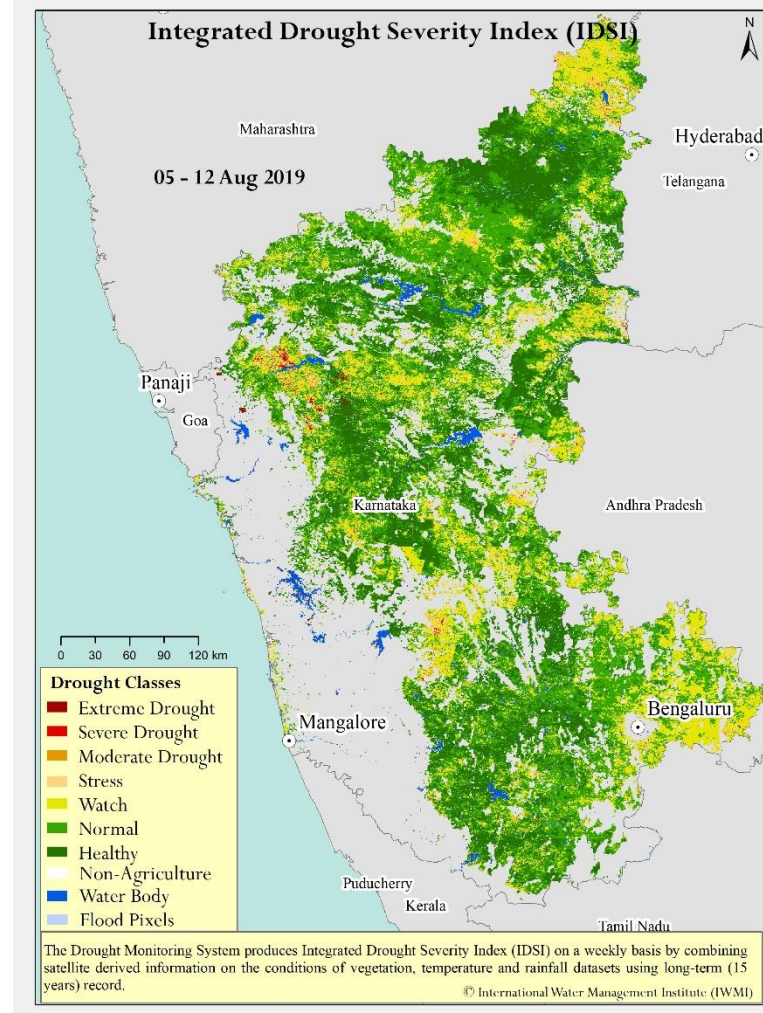 Integrated Drought Severity Index (IDSI)
N
Maharashtra
Hyderabad
05 - 12 Aug 2019
Telangana
Panaji
Goa
Karnataka
Andhra Pradesh
0 30 60 90 120 km
Drought Classes
Extreme Drought
Severe Drought
Moderate Drought
Stress
Watch
Normal
Healthy
Non-Agriculture
Water Body
Flood Pixels
Mangalore
Bengaluru
Puducherry
Kerala
Tamil Nadu
The Drought Monitoring System produces Integrated Drought Severity Index (IDSI) on a weekly basis by combining
satellite derived information on the conditions of vegetation, temperature and rainfall datasets using long-term (15
years) record.
© International Water Management Institute (IWMI)